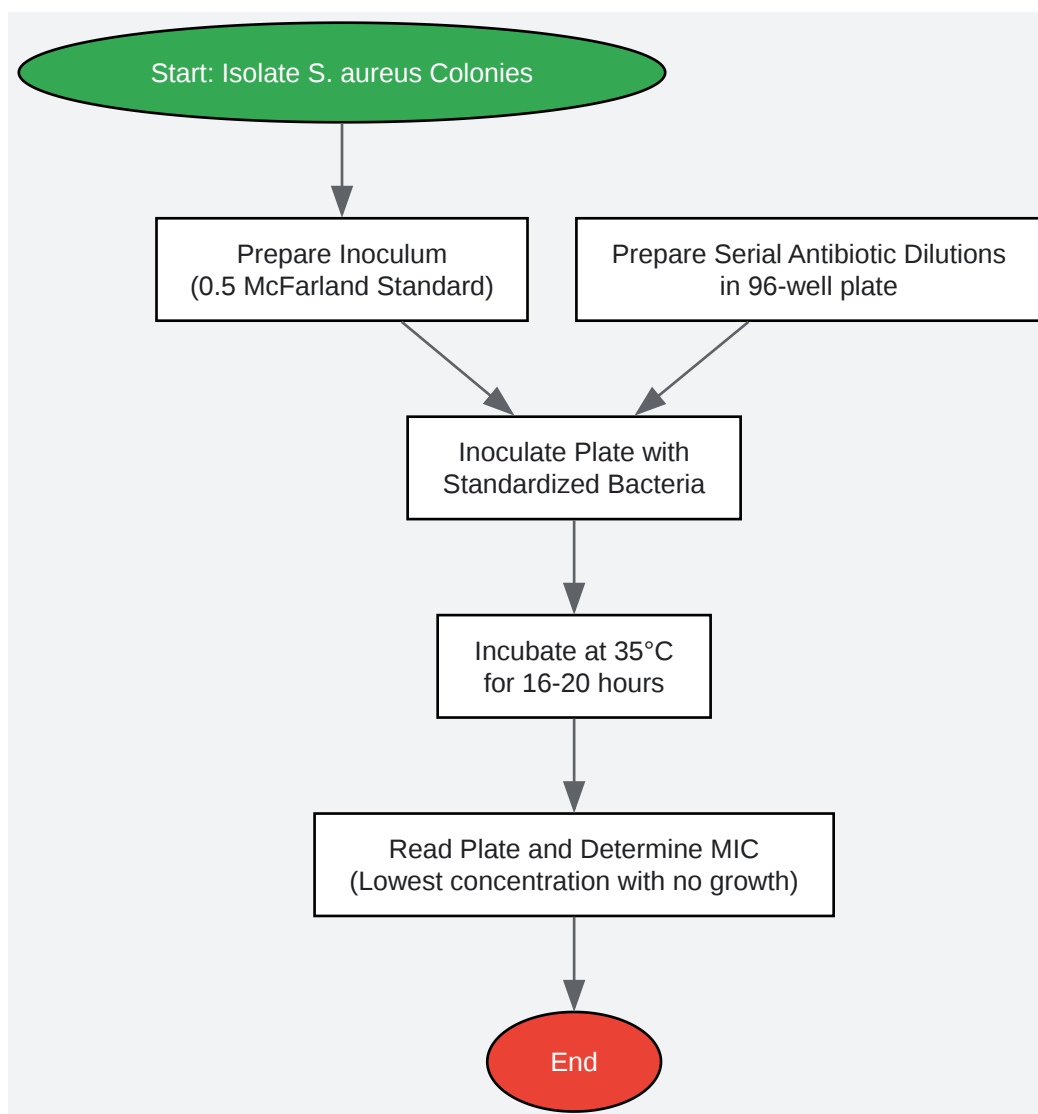 Start: Isolate S. aureus Colonies
Prepare Inoculum
(0.5 McFarland Standard)
Prepare Serial Antibiotic Dilutions
in 96-well plate
Inoculate Plate with
Standardized Bacteria
Incubate at 35°C
for 16-20 hours
Read Plate and Determine MIC
(Lowest concentration with no growth)
End